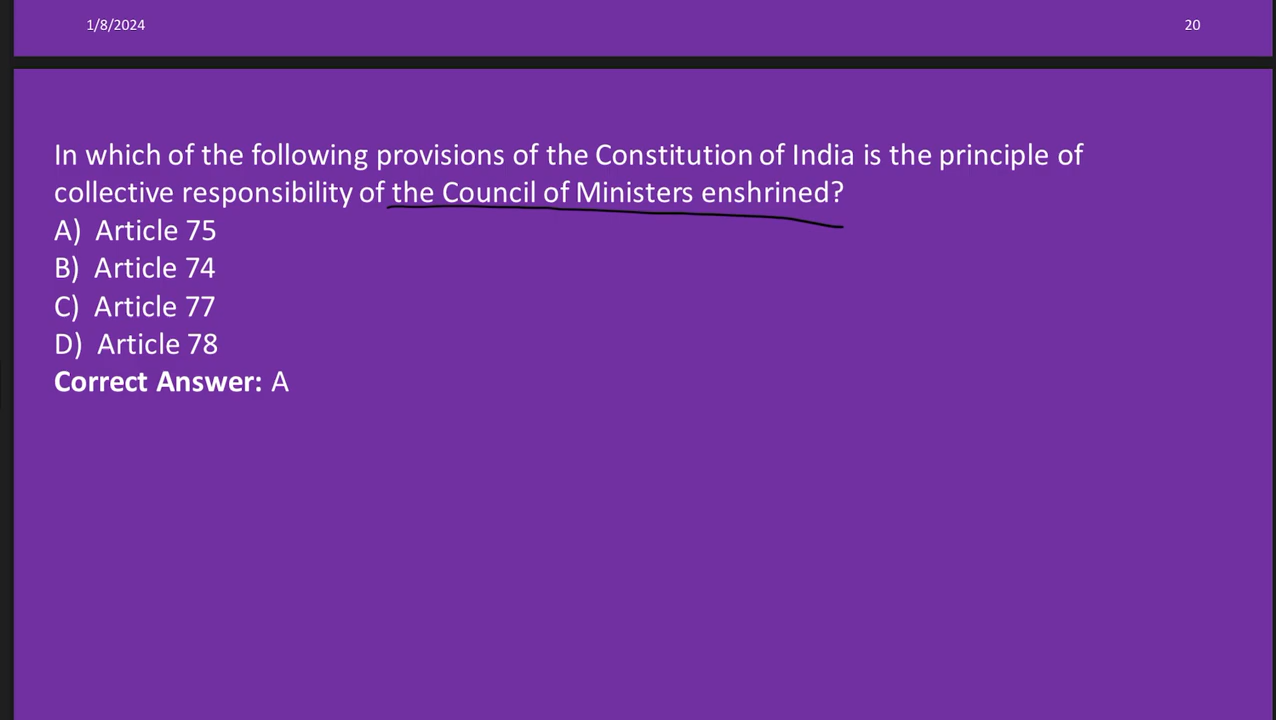 1/8/2024 20
In which of the following provisions of the Constitution of India is the principle of
collective responsibility of the Council of Ministers enshrined?
A) Article 75
B) Article 74
C) Article 77
D) Article 78
Correct Answer: A